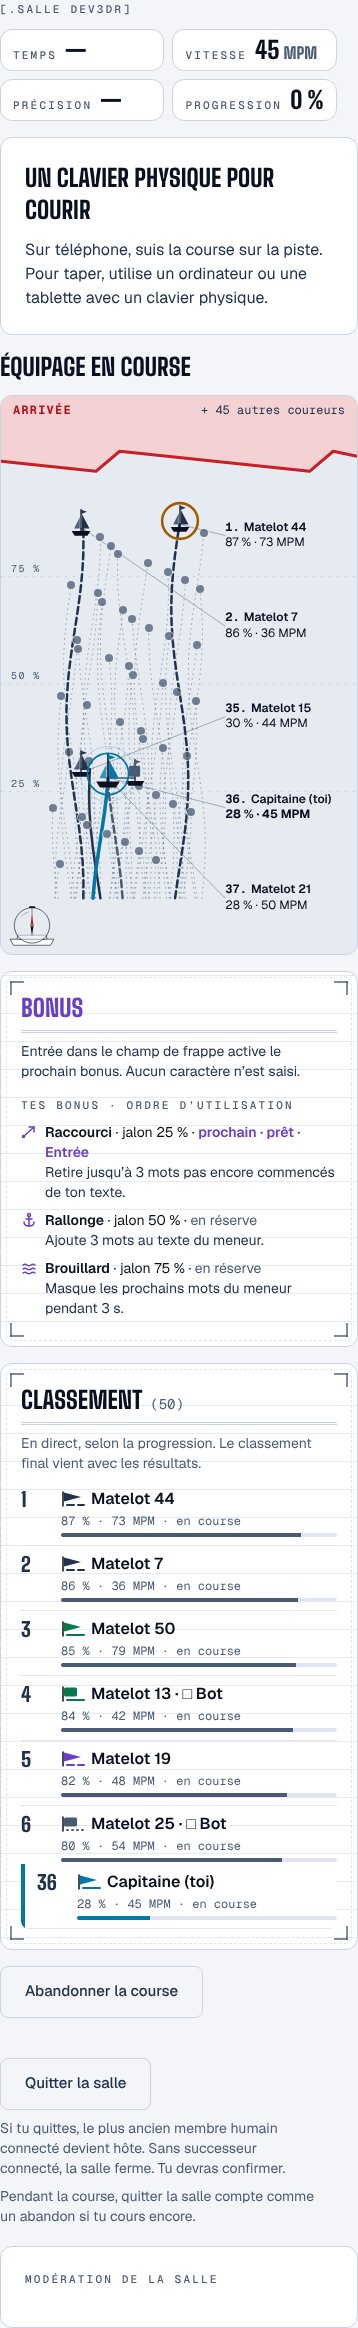 [.SALLE DEV3DR]
TEMPS —
VITESSE 45 MPM
PRÉCISION —
PROGRESSION 0 %
UN CLAVIER PHYSIQUE POUR
COURIR
Sur téléphone, suis la course sur la piste.
Pour taper, utilise un ordinateur ou une
tablette avec un clavier physique.
ÉQUIPAGE EN COURSE
ARRIVÉE
+ 45 autres coureurs
1. Matelot 44
87 % · 73 MPM
75 %
2. Matelot 7
86 % · 36 MPM
50 %
35. Matelot 15
30 % · 44 MPM
25 %
36. Capitaine (toi)
28 % · 45 MPM
37. Matelot 21
28 % · 50 MPM
BONUS
Entrée dans le champ de frappe active le
prochain bonus. Aucun caractère n'est saisi.
TES BONUS · ORDRE D'UTILISATION
Raccourci · jalon 25 % · prochain · prêt ·
Entrée
Retire jusqu'à 3 mots pas encore commencés
de ton texte.
Rallonge · jalon 50 % · en réserve
Ajoute 3 mots au texte du meneur.
Brouillard · jalon 75 % · en réserve
Masque les prochains mots du meneur
pendant 3 s.
CLASSEMENT (50)
En direct, selon la progression. Le classement
final vient avec les résultats.
1 Matelot 44
87 % · 73 MPM · en course
2 Matelot 7
86 % · 36 MPM · en course
3 Matelot 50
85 % · 79 MPM · en course
4 Matelot 13 · □ Bot
84 % · 42 MPM · en course
5 Matelot 19
82 % · 48 MPM · en course
6 Matelot 25 · □ Bot
80 % · 54 MPM · en course
36 Capitaine (toi)
28 % · 45 MPM · en course
Abandonner la course
Quitter la salle
Si tu quittes, le plus ancien membre humain
connecté devient hôte. Sans successeur
connecté, la salle ferme. Tu devras confirmer.
Pendant la course, quitter la salle compte comme
un abandon si tu cours encore.
MODÉRATION DE LA SALLE